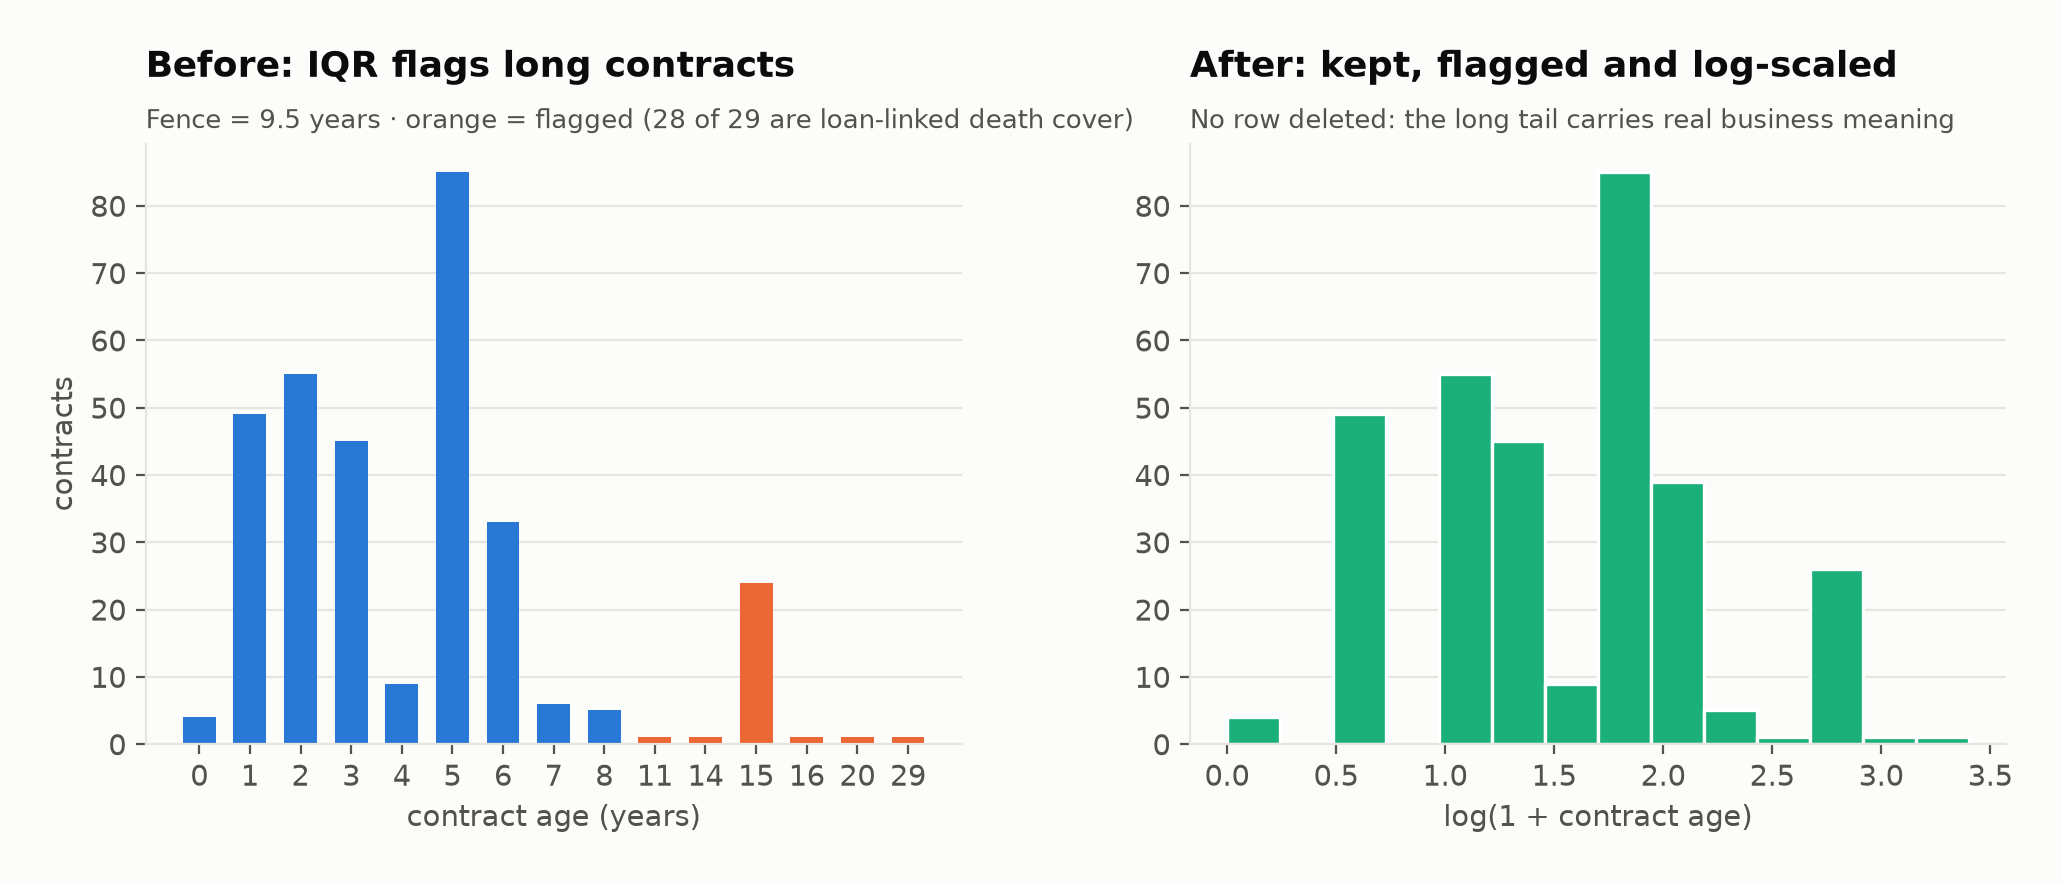 Before: IQR flags long contracts
Fence = 9.5 years · orange = flagged (28 of 29 are loan-linked death cover)
80
70
60
50
40
30
20
10
0
contracts
0 1 2 3 4 5 6 7 8 11 14 15 16 20 29
contract age (years)
After: kept, flagged and log-scaled
No row deleted: the long tail carries real business meaning
80
70
60
50
40
30
20
10
0
0.0 0.5 1.0 1.5 2.0 2.5 3.0 3.5
log(1 + contract age)